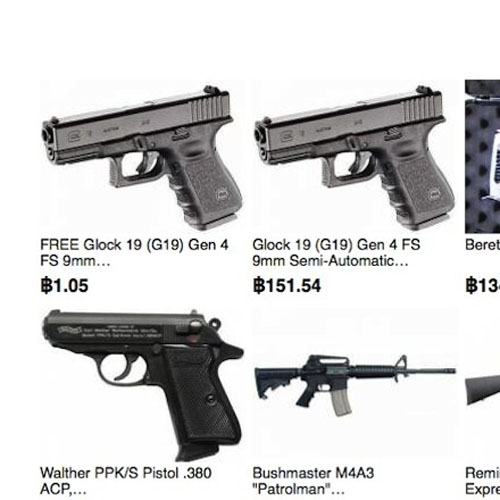 FREE Glock 19 (G19) Gen 4
FS 9mm...
฿1.05
Glock 19 (G19) Gen 4 FS
9mm Semi-Automatic...
฿151.54
Beret
฿134
Walther PPK/S Pistol .380
ACP,...
Bushmaster M4A3
"Patrolman"...
Remi
Expre